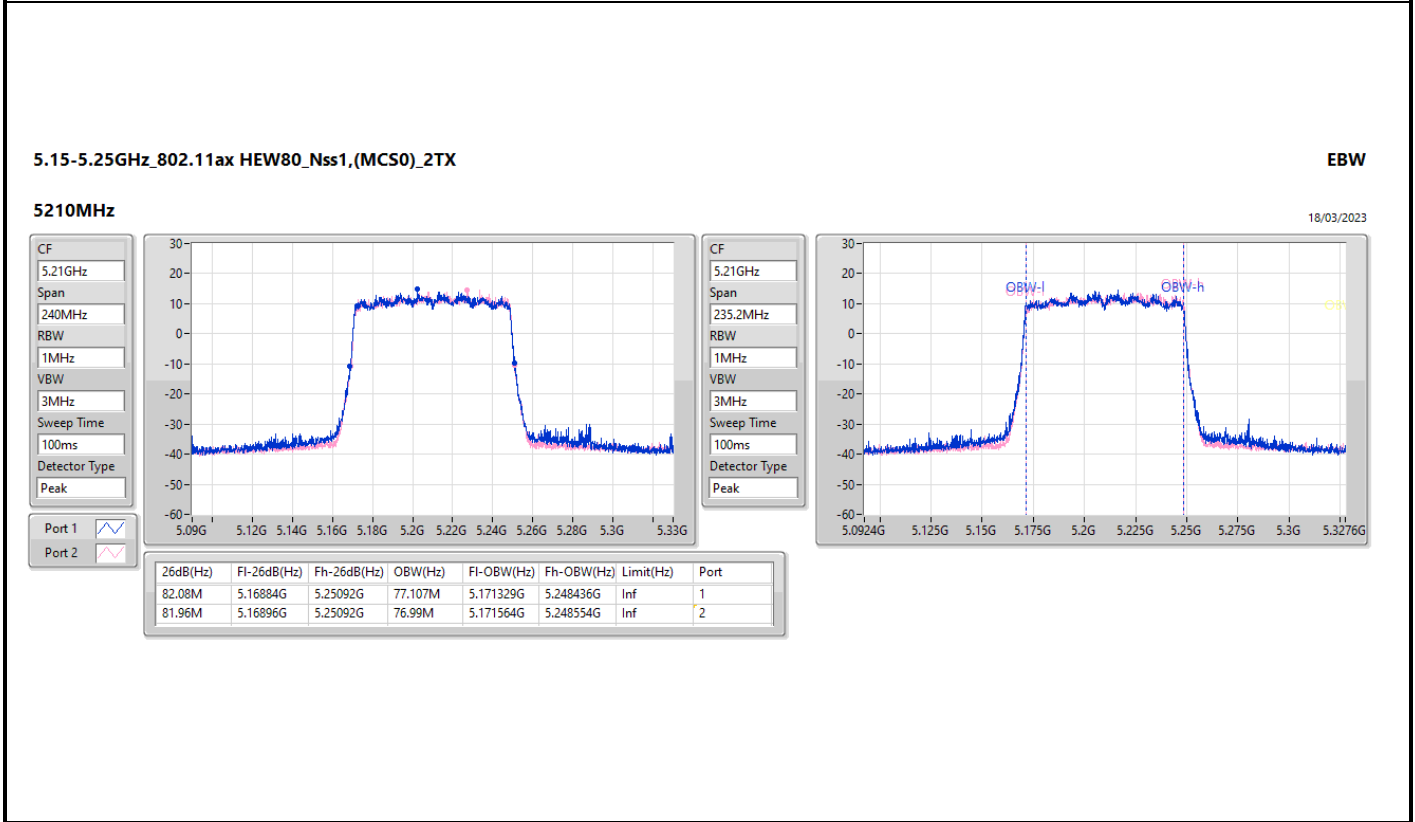 5.15-5.25GHz_802.11ax HEW80_Nss1,(MCS0)_2TX EBW
5210MHz 18/03/2023
CF
5.21GHz
Span
240MHz
RBW
1MHz
VBW
3MHz
Sweep Time
100ms
Detector Type
Peak
Port 1
Port 2
30
20
10
0
-10
-20
-30
-40
-50
-60
5.09G 5.12G 5.14G 5.16G 5.18G 5.2G 5.22G 5.24G 5.26G 5.28G 5.3G 5.33G
CF
5.21GHz
Span
235.2MHz
RBW
1MHz
VBW
3MHz
Sweep Time
100ms
Detector Type
Peak
30
20
10
0
-10
-20
-30
-40
-50
-60
OBW-l OBW-h
5.0924G 5.125G 5.15G 5.175G 5.2G 5.225G 5.25G 5.275G 5.3G 5.3276G
26dB(Hz) Fl-26dB(Hz) Fh-26dB(Hz) OBW(Hz) Fl-OBW(Hz) Fh-OBW(Hz) Limit(Hz) Port
82.08M 5.16884G 5.25092G 77.107M 5.171329G 5.248436G Inf 1
81.96M 5.16896G 5.25092G 76.99M 5.171564G 5.248554G Inf 2